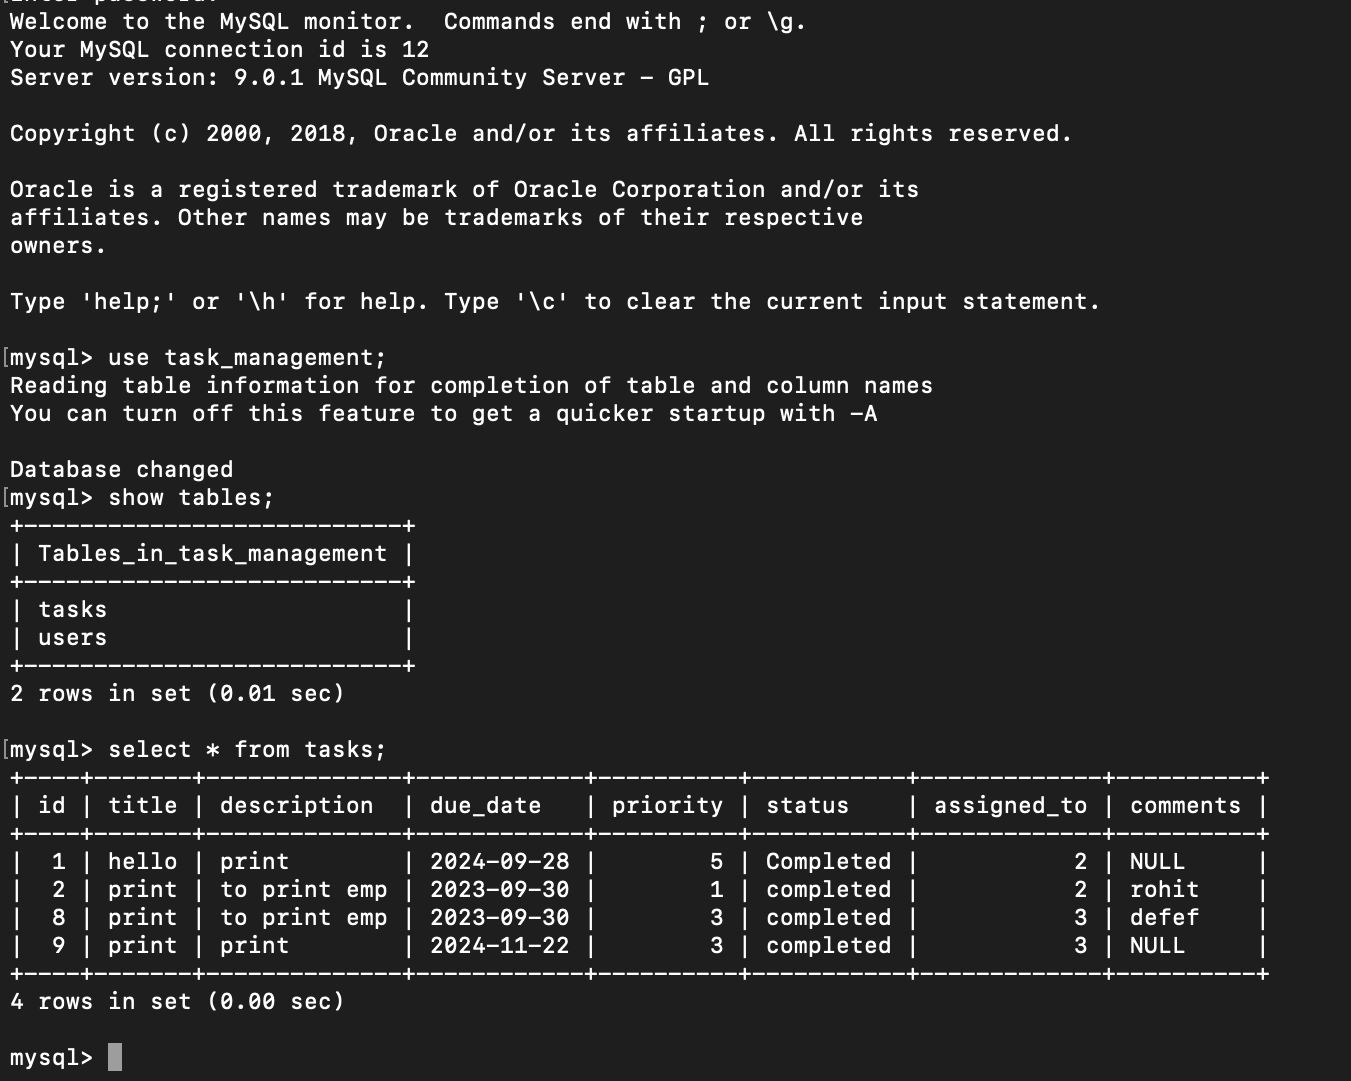 Enter password:
Welcome to the MySQL monitor.  Commands end with ; or \g.
Your MySQL connection id is 12
Server version: 9.0.1 MySQL Community Server - GPL

Copyright (c) 2000, 2018, Oracle and/or its affiliates. All rights reserved.

Oracle is a registered trademark of Oracle Corporation and/or its
affiliates. Other names may be trademarks of their respective
owners.

Type 'help;' or '\h' for help. Type '\c' to clear the current input statement.

[mysql> use task_management;
Reading table information for completion of table and column names
You can turn off this feature to get a quicker startup with -A

Database changed
[mysql> show tables;
+---------------------------+
| Tables_in_task_management |
+---------------------------+
| tasks                     |
| users                     |
+---------------------------+
2 rows in set (0.01 sec)

[mysql> select * from tasks;
+----+-------+--------------+------------+----------+-----------+-------------+----------+
| id | title | description  | due_date   | priority | status    | assigned_to | comments |
+----+-------+--------------+------------+----------+-----------+-------------+----------+
|  1 | hello | print        | 2024-09-28 |        5 | Completed |           2 | NULL     |
|  2 | print | to print emp | 2023-09-30 |        1 | completed |           2 | rohit    |
|  8 | print | to print emp | 2023-09-30 |        3 | completed |           3 | defef    |
|  9 | print | print        | 2024-11-22 |        3 | completed |           3 | NULL     |
+----+-------+--------------+------------+----------+-----------+-------------+----------+
4 rows in set (0.00 sec)

mysql>